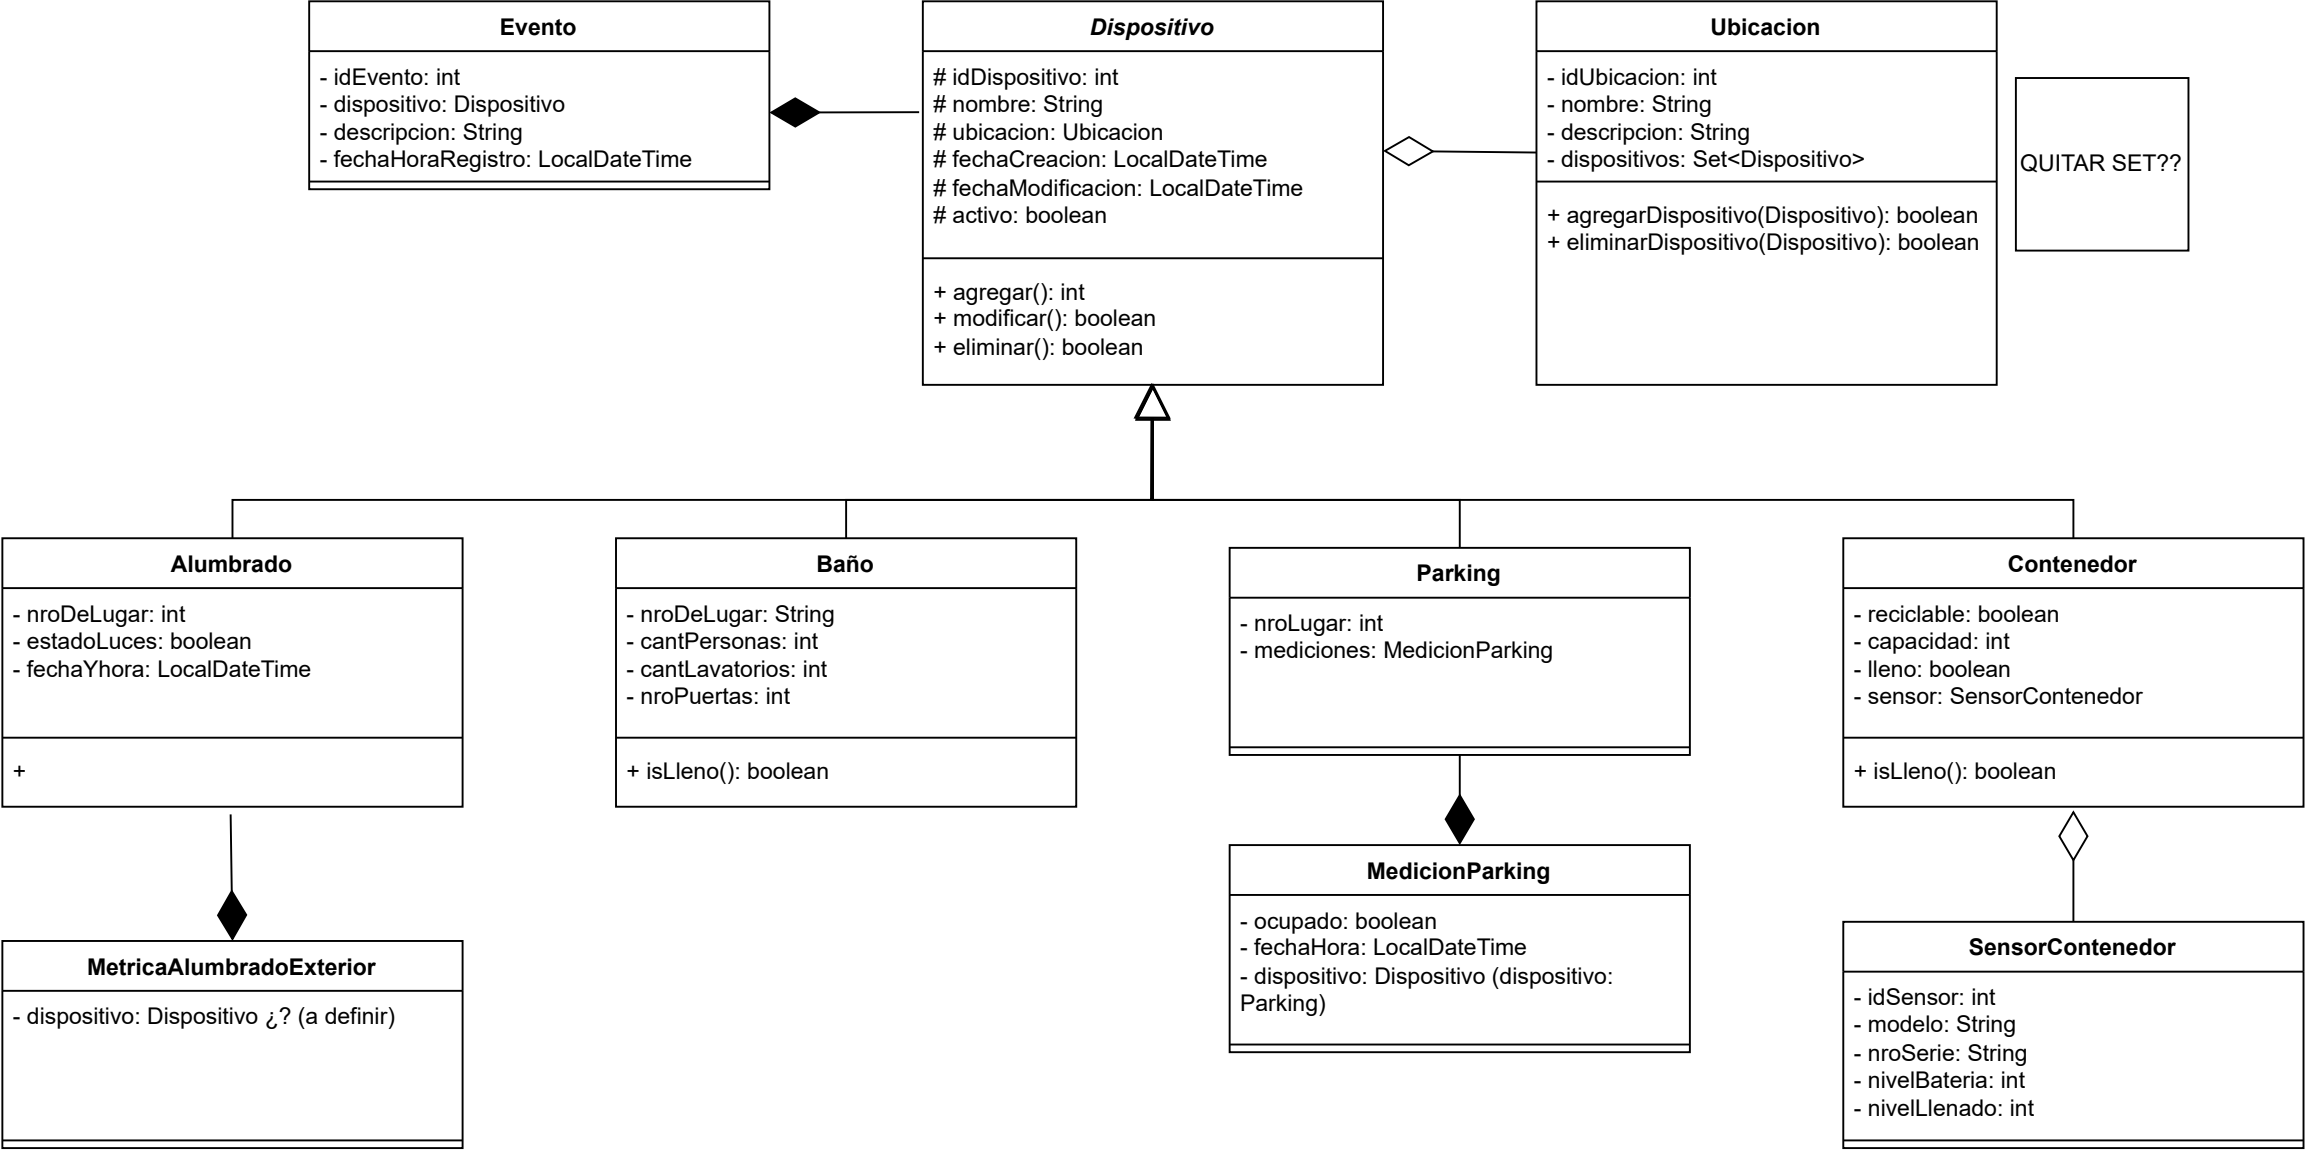 Evento
- idEvento: int
- dispositivo: Dispositivo
- descripcion: String
- fechaHoraRegistro: LocalDateTime
Dispositivo
# idDispositivo: int
# nombre: String
# ubicacion: Ubicacion
# fechaCreacion: LocalDateTime
# fechaModificacion: LocalDateTime
# activo: boolean
+ agregar(): int
+ modificar(): boolean
+ eliminar(): boolean
Ubicacion
- idUbicacion: int
- nombre: String
- descripcion: String
- dispositivos: Set<Dispositivo>
+ agregarDispositivo(Dispositivo): boolean
+ eliminarDispositivo(Dispositivo): boolean
QUITAR SET??
Alumbrado
- nroDeLugar: int
- estadoLuces: boolean
- fechaYhora: LocalDateTime
+
Baño
- nroDeLugar: String
- cantPersonas: int
- cantLavatorios: int
- nroPuertas: int
+ isLleno(): boolean
Parking
- nroLugar: int
- mediciones: MedicionParking
Contenedor
- reciclable: boolean
- capacidad: int
- lleno: boolean
- sensor: SensorContenedor
+ isLleno(): boolean
MetricaAlumbradoExterior
- dispositivo: Dispositivo ¿? (a definir)
MedicionParking
- ocupado: boolean
- fechaHora: LocalDateTime
- dispositivo: Dispositivo (dispositivo:
Parking)
SensorContenedor
- idSensor: int
- modelo: String
- nroSerie: String
- nivelBateria: int
- nivelLlenado: int